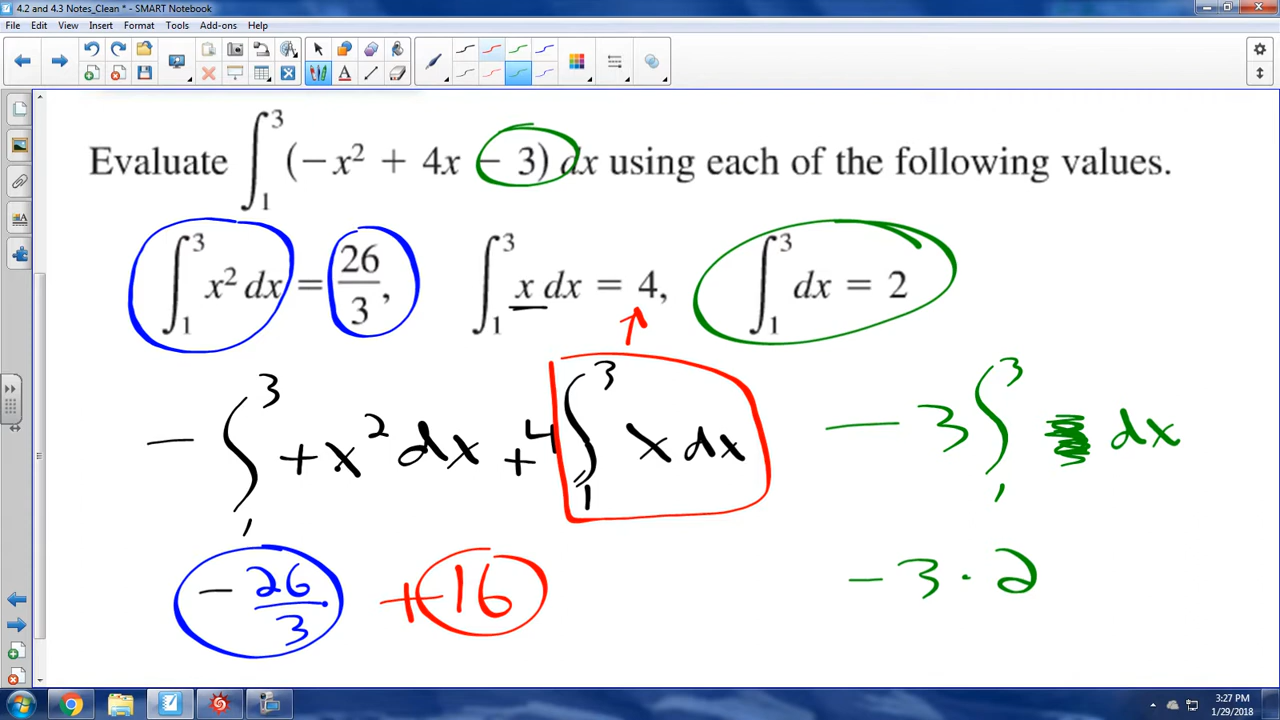 4.2 and 4.3 Notes_Clean * - SMART Notebook
File Edit View Insert Format Tools Add-ons Help
Evaluate ∫₁³ (−x² + 4x − 3) dx using each of the following values.
∫₁³ x² dx = 26/3, ∫₁³ x dx = 4, ∫₁³ dx = 2
− ∫₁³ +x² dx + 4 ∫₁³ x dx − 3 ∫₁³ dx
− 26/3 + 16 − 3 · 2
3:27 PM
1/29/2018